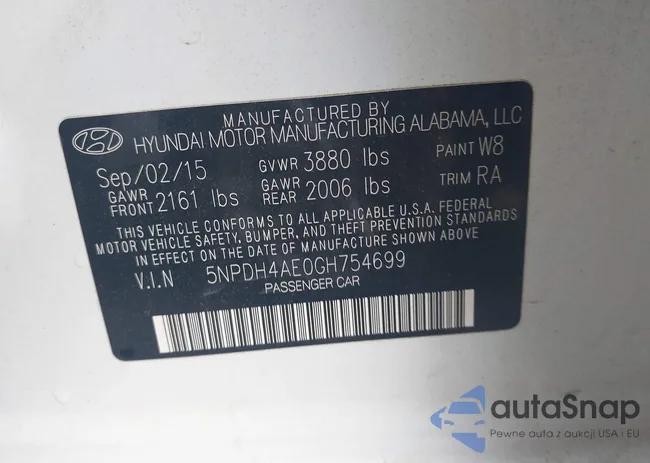 MANUFACTURED BY
HYUNDAI MOTOR MANUFACTURING ALABAMA, LLC
Sep/02/15 GVWR 3880 lbs PAINT W8
GAWR FRONT 2161 lbs GAWR REAR 2006 lbs TRIM RA
THIS VEHICLE CONFORMS TO ALL APPLICABLE U.S.A. FEDERAL
MOTOR VEHICLE SAFETY, BUMPER, AND THEFT PREVENTION
STANDARDS IN EFFECT ON THE DATE OF MANUFACTURE SHOWN ABOVE
V.I.N 5NPDH4AE0GH754699
PASSENGER CAR
autaSnap
Pewne auta z aukcji USA i EU